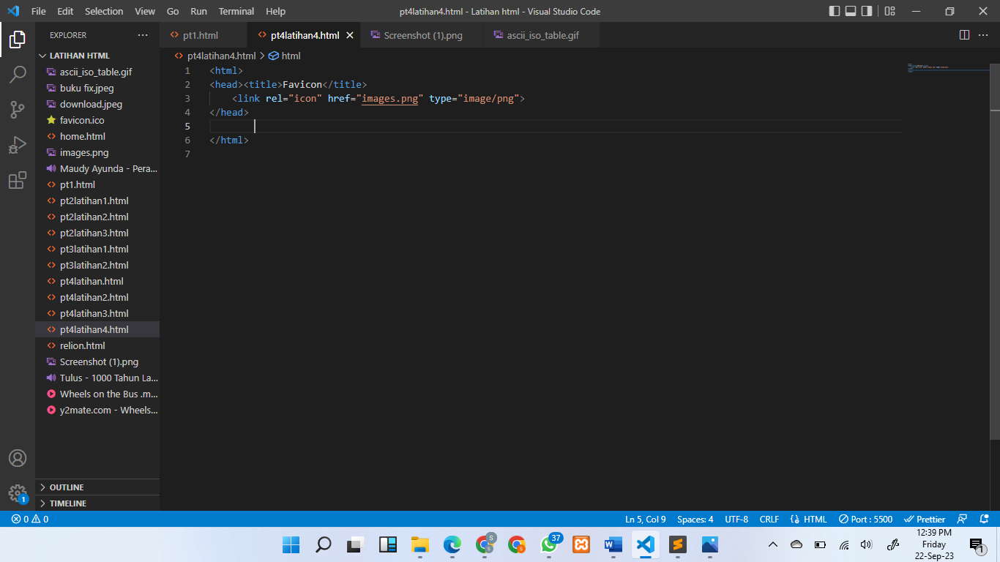 File Edit Selection View Go Run Terminal Help pt4latihan4.html - Latihan html - Visual Studio Code
EXPLORER
pt1.html pt4latihan4.html Screenshot (1).png ascii_iso_table.gif
LATIHAN HTML
pt4latihan4.html > html
ascii_iso_table.gif
buku fix.jpeg
download.jpeg
favicon.ico
home.html
images.png
Maudy Ayunda - Pera...
pt1.html
pt2latihan1.html
pt2latihan2.html
pt2latihan3.html
pt3latihan1.html
pt3latihan2.html
pt4latihan.html
pt4latihan2.html
pt4latihan3.html
pt4latihan4.html
relion.html
Screenshot (1).png
Tulus - 1000 Tahun La...
Wheels on the Bus .m...
y2mate.com - Wheels...
OUTLINE
TIMELINE
1 <html>
2 <head><title>Favicon</title>
3 <link rel="icon" href="images.png" type="image/png">
4 </head>
5
6 </html>
7
1
0 0 Ln 5, Col 9 Spaces: 4 UTF-8 CRLF {} HTML Port : 5500 Prettier
S 37
12:39 PM
Friday
22-Sep-23
1